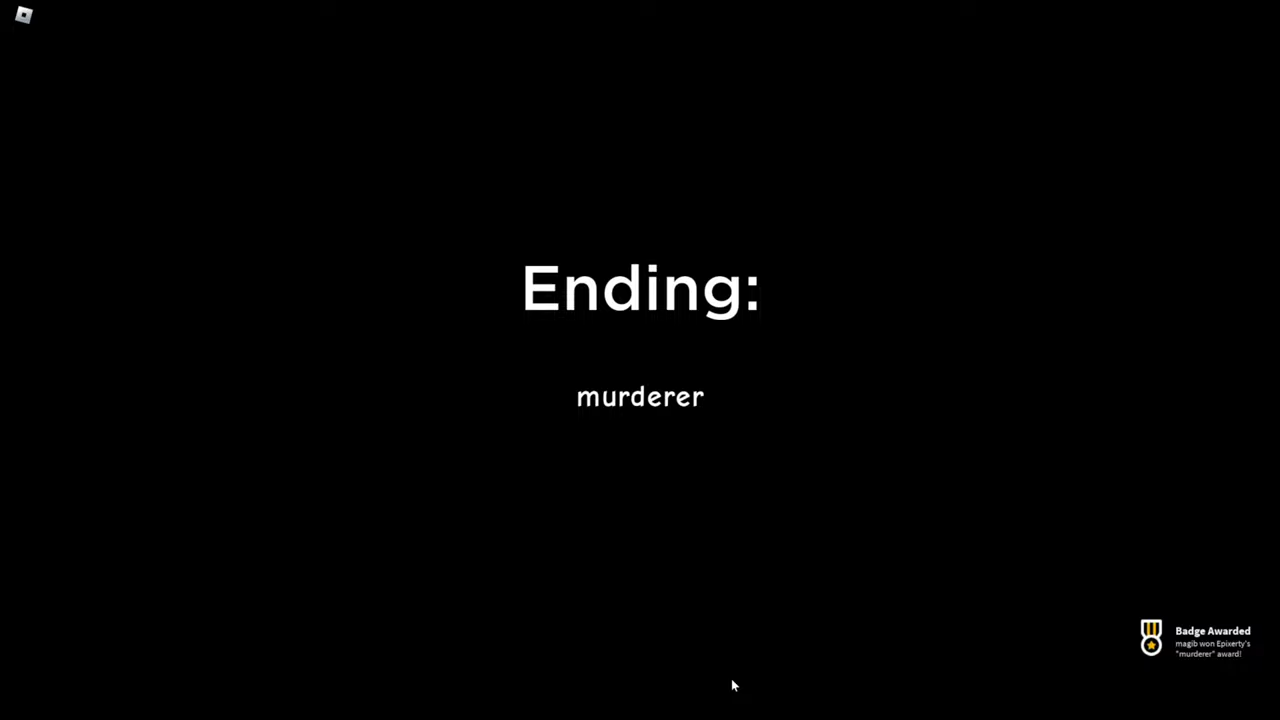 Ending:
murderer
Badge Awarded
magib won Epixerty's
"murderer" award!